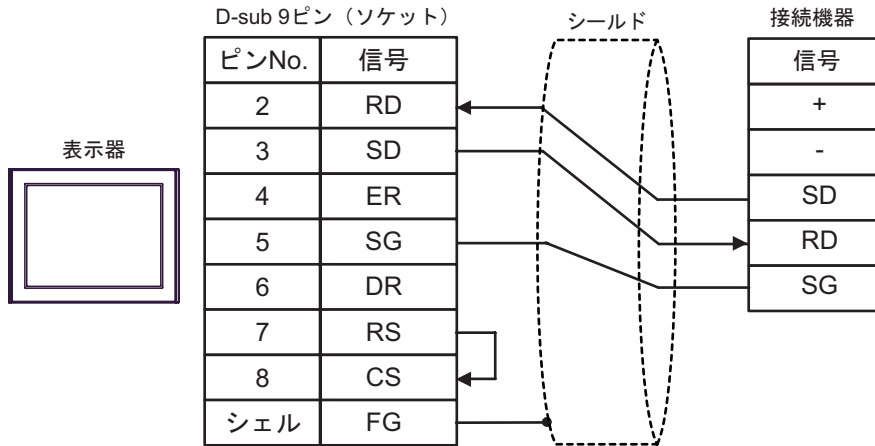 D-sub 9ピン（ソケット）
シールド
接続機器
表示器
ピンNo. 信号
2 RD
3 SD
4 ER
5 SG
6 DR
7 RS
8 CS
シェル FG
信号
+
-
SD
RD
SG